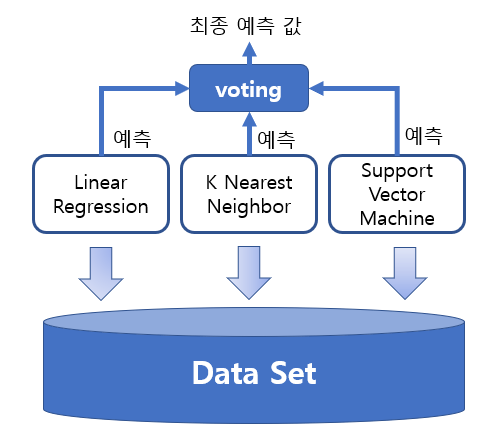 최종 예측 값
voting
예측
예측
예측
Linear
Regression
K Nearest
Neighbor
Support
Vector
Machine
Data Set